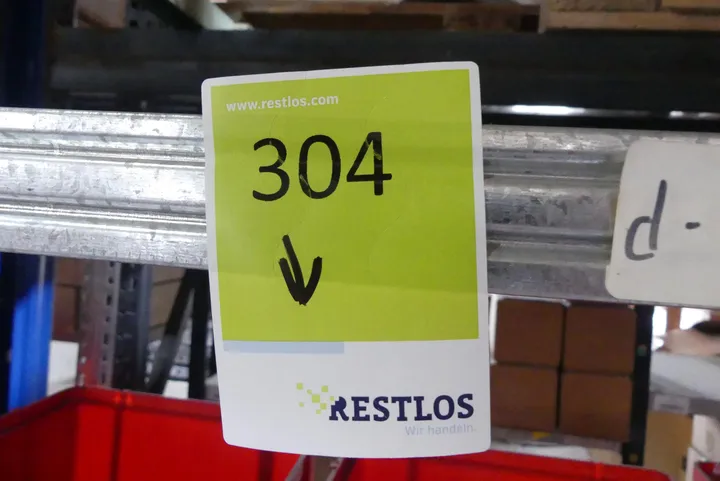 www.restlos.com
304
RESTLOS
Wir handeln.
d-